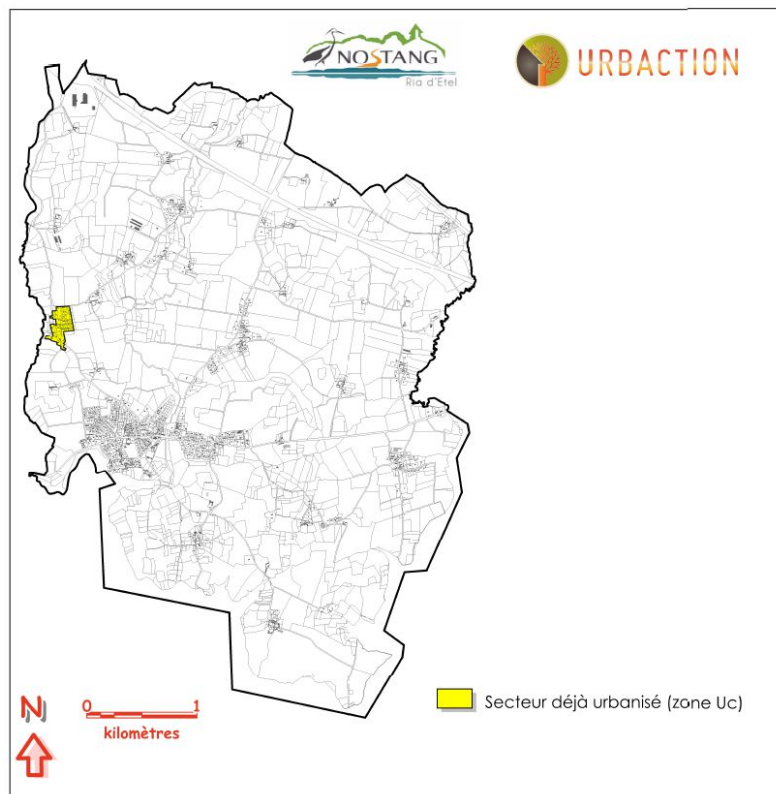 NOSTANG
Ria d'Etel
URBACTION
Secteur déjà urbanisé (zone Uc)
N
0 1
kilomètres